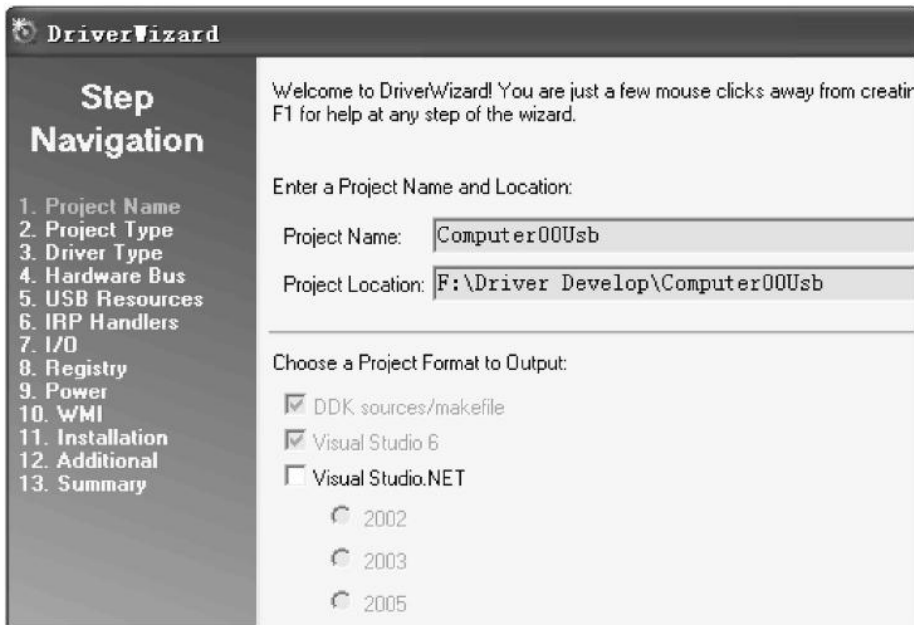 DriverWizard
Step
Navigation
1. Project Name
2. Project Type
3. Driver Type
4. Hardware Bus
5. USB Resources
6. IRP Handlers
7. I/O
8. Registry
9. Power
10. WMI
11. Installation
12. Additional
13. Summary
Welcome to DriverWizard! You are just a few mouse clicks away from creatin
F1 for help at any step of the wizard.
Enter a Project Name and Location:
Project Name: Computer00Usb
Project Location: F:\Driver Develop\Computer00Usb
Choose a Project Format to Output:
DDK sources/makefile
Visual Studio 6
Visual Studio.NET
2002
2003
2005